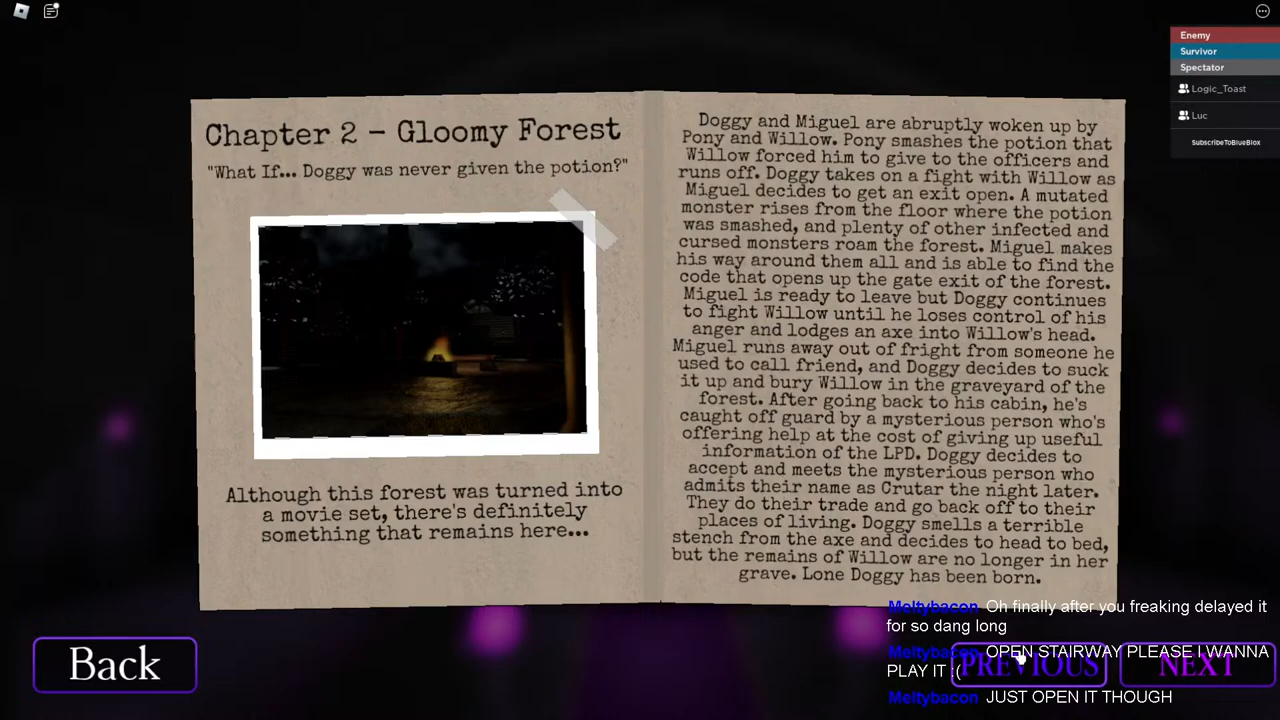 Enemy
Survivor
Spectator
Logic_Toast
Luc
SubscribeToBlueBlox
Chapter 2 - Gloomy Forest
"What If... Doggy was never given the potion?"
Although this forest was turned into
a movie set, there's definitely
something that remains here...
Doggy and Miguel are abruptly woken up by
Pony and Willow. Pony smashes the potion that
Willow forced him to give to the officers and
runs off. Doggy takes on a fight with Willow as
Miguel decides to get an exit open. A mutated
monster rises from the floor where the potion
was smashed, and plenty of other infected and
cursed monsters roam the forest. Miguel makes
his way around them all and is able to find the
code that opens up the gate exit of the forest.
Miguel is ready to leave but Doggy continues
to fight Willow until he loses control of his
anger and lodges an axe into Willow's head.
Miguel runs away out of fright from someone he
used to call friend, and Doggy decides to suck
it up and bury Willow in the graveyard of the
forest. After going back to his cabin, he's
caught off guard by a mysterious person who's
offering help at the cost of giving up useful
information of the LPD. Doggy decides to
accept and meets the mysterious person who
admits their name as Crutar the night later.
They do their trade and go back off to their
places of living. Doggy smells a terrible
stench from the axe and decides to head to bed,
but the remains of Willow are no longer in her
grave. Lone Doggy has been born.
Meltybacon Oh finally after you freaking delayed it
for so dang long
Meltybacon OPEN STAIRWAY PLEASE I WANNA
PLAY IT :(
Meltybacon JUST OPEN IT THOUGH
Back
PREVIOUS
NEXT